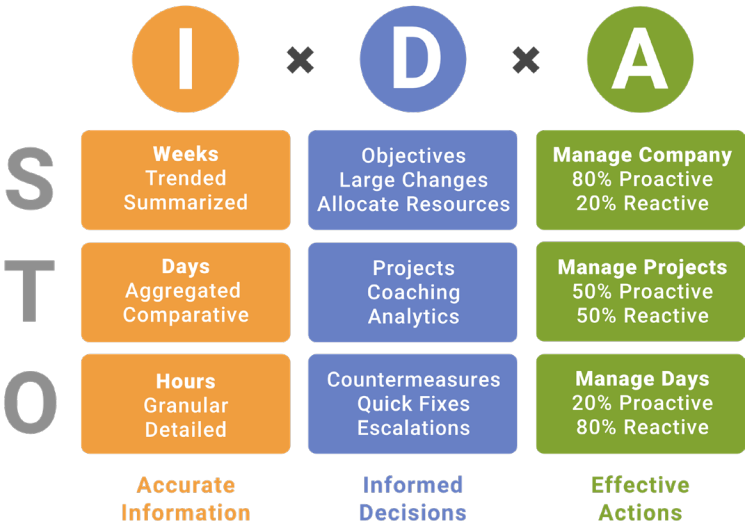 I × D × A
S
Weeks
Trended
Summarized
Objectives
Large Changes
Allocate Resources
Manage Company
80% Proactive
20% Reactive
T
Days
Aggregated
Comparative
Projects
Coaching
Analytics
Manage Projects
50% Proactive
50% Reactive
O
Hours
Granular
Detailed
Countermeasures
Quick Fixes
Escalations
Manage Days
20% Proactive
80% Reactive
Accurate
Information
Informed
Decisions
Effective
Actions